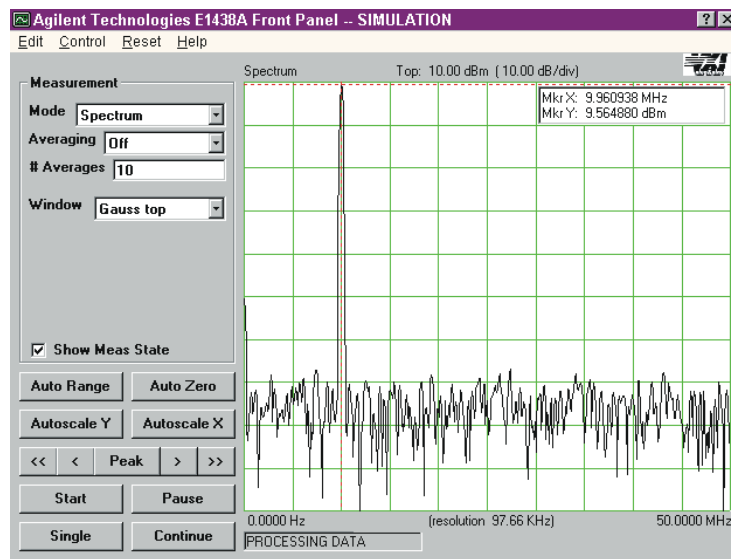 Agilent Technologies E1438A Front Panel -- SIMULATION
Edit Control Reset Help
Measurement
Mode Spectrum
Averaging Off
# Averages 10
Window Gauss top
Show Meas State
Auto Range Auto Zero
Autoscale Y Autoscale X
<< < Peak > >>
Start Pause
Single Continue
Spectrum Top: 10.00 dBm ( 10.00 dB/div)
Mkr X: 9.960938 MHz
Mkr Y: 9.564880 dBm
0.0000 Hz (resolution 97.66 KHz) 50.0000 MHz
PROCESSING DATA